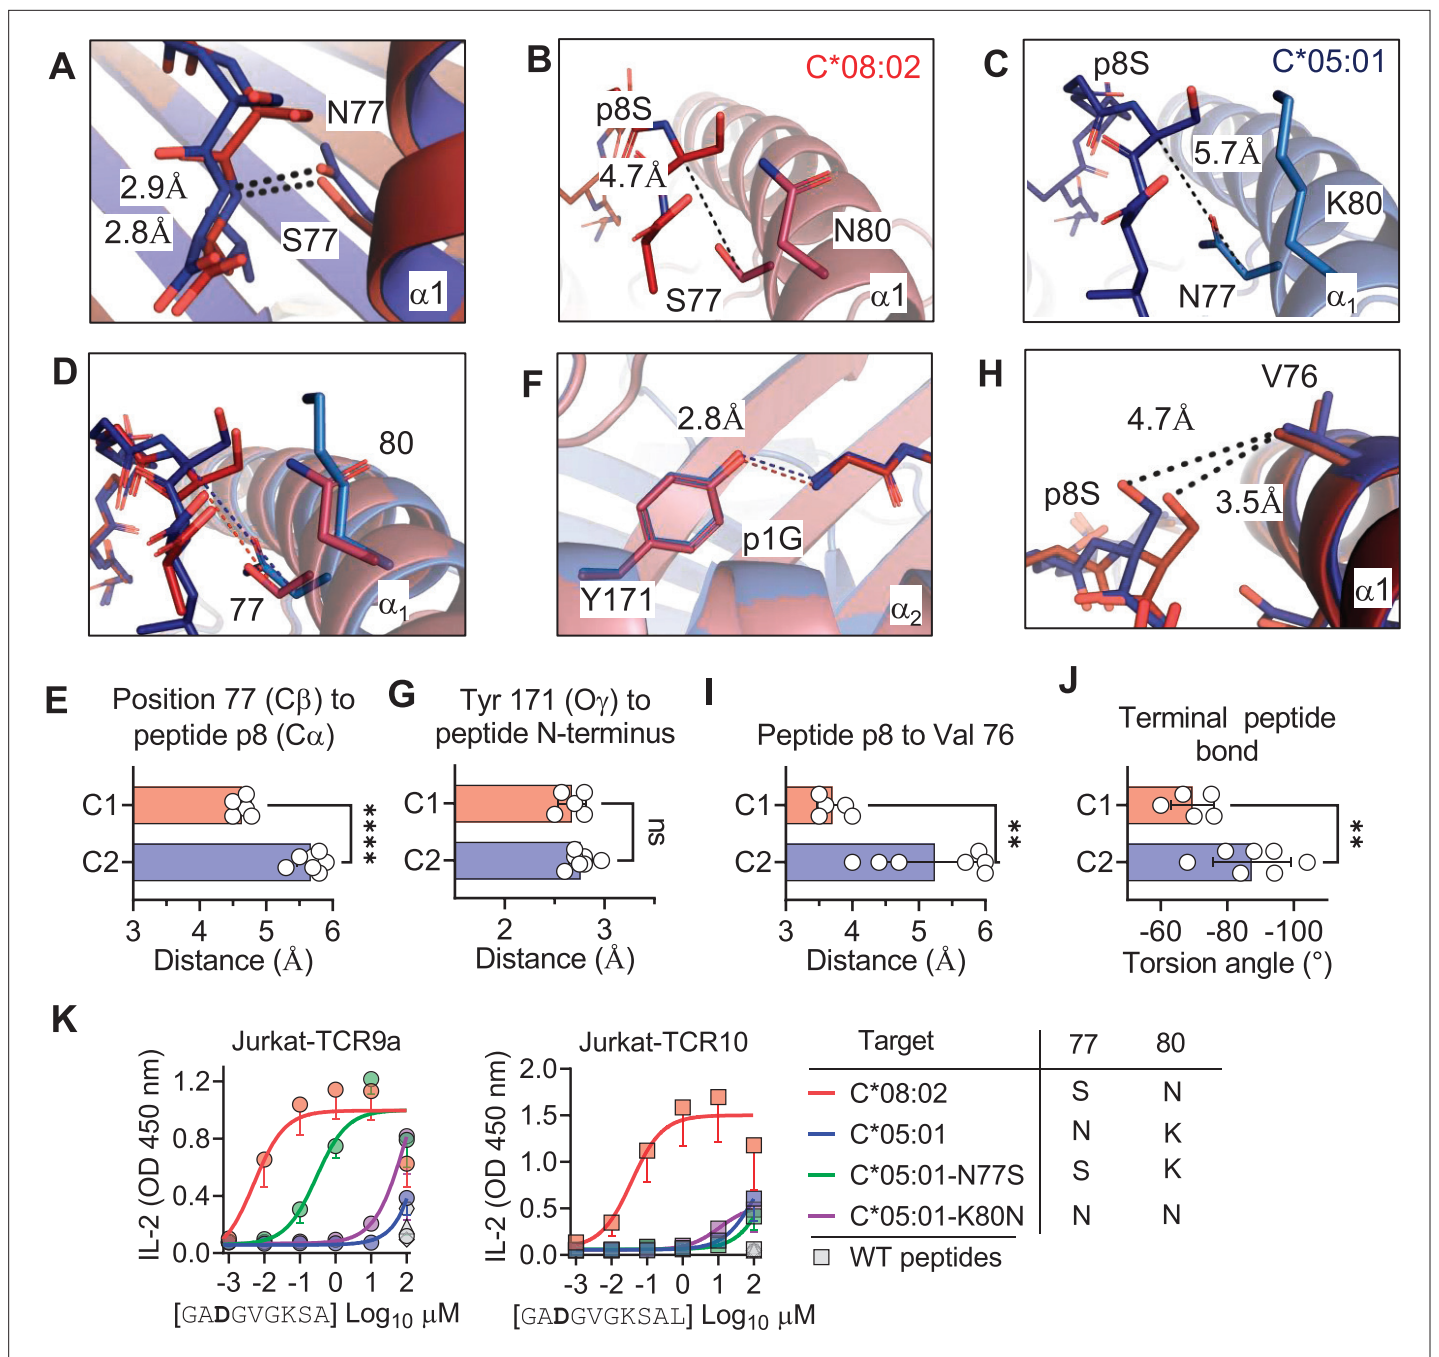 A
N77
2.9Å
2.8Å
S77
α1
B
C*08:02
p8S
4.7Å
N80
S77
α1
C
p8S
C*05:01
5.7Å
K80
N77
α1
D
80
77
α1
F
2.8Å
p1G
Y171
α2
H
V76
4.7Å
p8S
3.5Å
α1
E
Position 77 (Cβ) to
peptide p8 (Cα)
C1
C2
****
3 4 5 6
Distance (Å)
G
Tyr 171 (Oγ) to
peptide N-terminus
C1
C2
ns
2 3
Distance (Å)
I
Peptide p8 to Val 76
C1
C2
**
3 4 5 6
Distance (Å)
J
Terminal peptide
bond
C1
C2
**
-60 -80 -100
Torsion angle (°)
K
Jurkat-TCR9a
IL-2 (OD 450 nm)
1.2
0.8
0.4
0.0
-3 -2 -1 0 1 2
[GADGVGKSA] Log10 μM
Jurkat-TCR10
IL-2 (OD 450 nm)
2.0
1.5
1.0
0.5
0.0
-3 -2 -1 0 1 2
[GADGVGKSAL] Log10 μM
Target 77 80
C*08:02 S N
C*05:01 N K
C*05:01-N77S S K
C*05:01-K80N N N
WT peptides